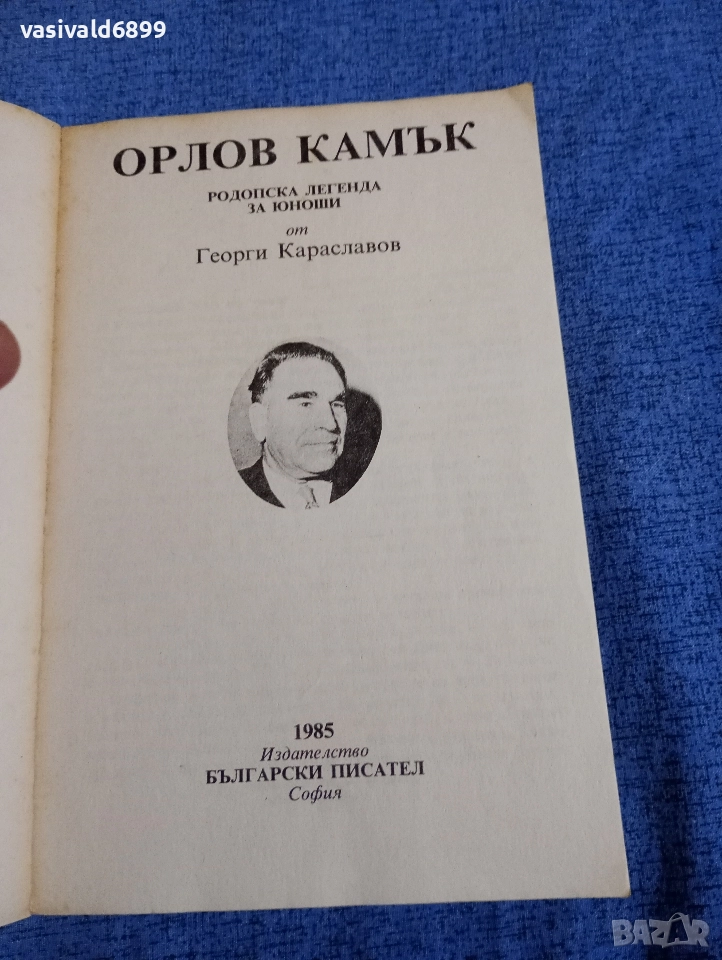 vasivald6899
ОРЛОВ КАМЪК
РОДОПСКА ЛЕГЕНДА
ЗА ЮНОШИ
от
Георги Караславов
1985
Издателство
БЪЛГАРСКИ ПИСАТЕЛ
София
BAZAR